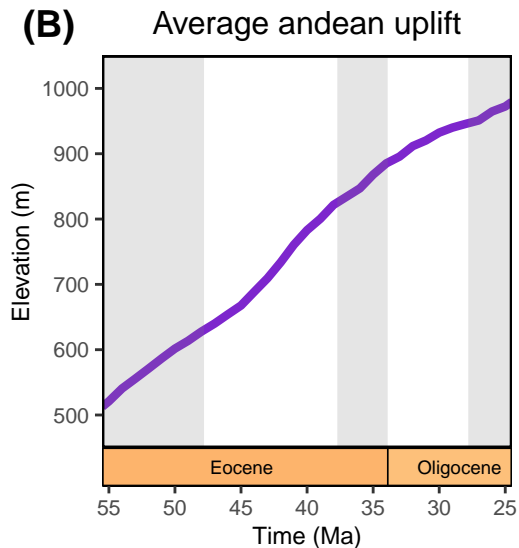 (B) Average andean uplift
Elevation (m)
1000
900
800
700
600
500
Eocene Oligocene
55 50 45 40 35 30 25
Time (Ma)